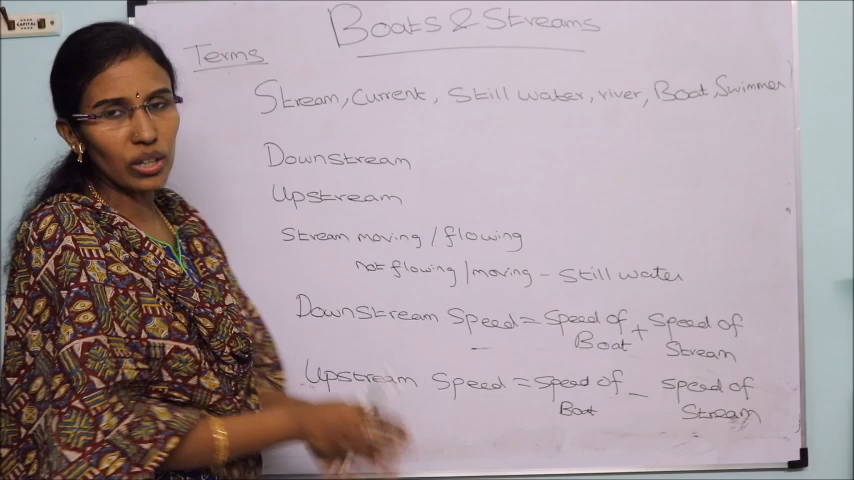 CAPITAL
Boats & Streams
Terms
Stream, Current, Still water, river, Boat, Swimmer
Downstream
Upstream
Stream moving / flowing
not flowing / moving - Still water
Downstream Speed = Speed of Boat + Speed of Stream
Upstream Speed = Speed of Boat - Speed of Stream